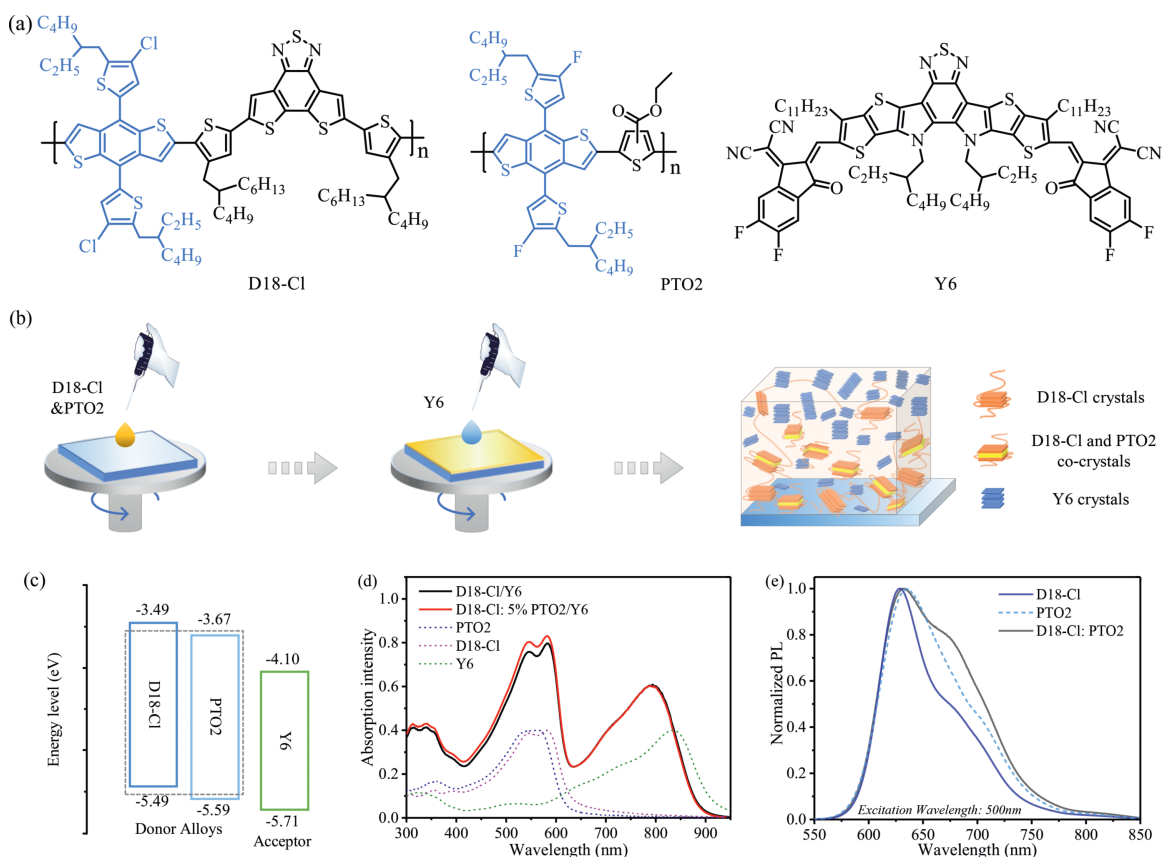 (a)
C4H9
Cl
C2H5
S
N
S
N
S
S
S
S
S
S
S
n
C6H13
C4H9
C6H13
C4H9
S
Cl
C2H5
C4H9
D18-Cl
C4H9
F
C2H5
S
O
O
S
S
S
n
S
F
C2H5
C4H9
PTO2
N
S
N
C11H23
S
S
C11H23
CN
NC
S
N
N
S
CN
NC
O
C2H5
C4H9
C2H5
C4H9
O
F
F
F
F
Y6
(b)
D18-Cl
&PTO2
Y6
D18-Cl crystals
D18-Cl and PTO2
co-crystals
Y6 crystals
(c)
Energy level (eV)
-3.49
-3.67
-4.10
D18-Cl
PTO2
Y6
-5.49
-5.59
-5.71
Donor Alloys
Acceptor
(d)
Absorption intensity
1.0
0.8
0.6
0.4
0.2
0.0
D18-Cl/Y6
D18-Cl: 5% PTO2/Y6
PTO2
D18-Cl
Y6
300 400 500 600 700 800 900
Wavelength (nm)
(e)
Normalized PL
1.0
0.8
0.6
0.4
0.2
0.0
D18-Cl
PTO2
D18-Cl: PTO2
Excitation Wavelength: 500nm
550 600 650 700 750 800 850
Wavelength (nm)